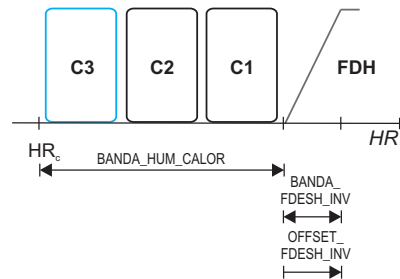 C3 C2 C1 FDH
HRc HR
BANDA_HUM_CALOR
BANDA_
FDESH_INV
OFFSET_
FDESH_INV